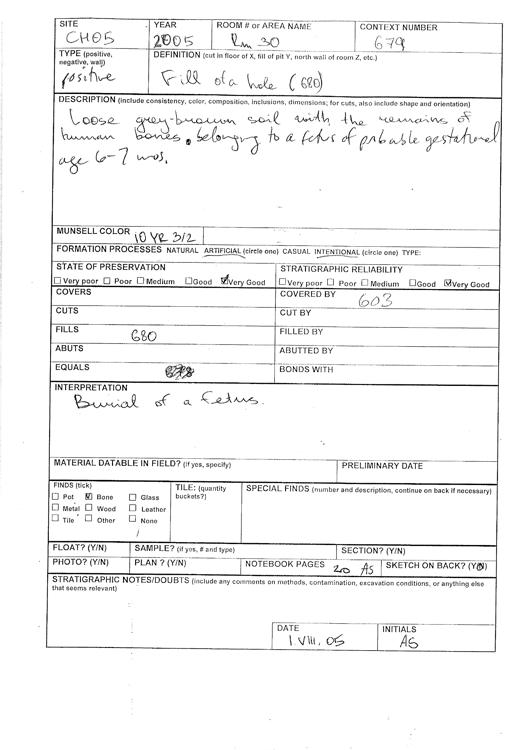 SITE
CH05
YEAR
2005
ROOM # or AREA NAME
Rm 30
CONTEXT NUMBER
679
TYPE (positive, negative, wall)
positive
DEFINITION (cut in floor of X, fill of pit Y, north wall of room Z, etc.)
Fill of a hole (680)
DESCRIPTION (include consistency, color, composition, inclusions, dimensions; for cuts, also include shape and orientation)
Loose grey-brown soil with the remains of
human bones, belonging to a fetus of probable gestational
age 6-7 mos.
MUNSELL COLOR 10 YR 3/2
FORMATION PROCESSES NATURAL ARTIFICIAL (circle one) CASUAL INTENTIONAL (circle one) TYPE:
STATE OF PRESERVATION
Very poor Poor Medium Good Very Good
STRATIGRAPHIC RELIABILITY
Very poor Poor Medium Good Very Good
COVERS
COVERED BY 603
CUTS
CUT BY
FILLS 680
FILLED BY
ABUTS
ABUTTED BY
EQUALS
BONDS WITH
INTERPRETATION
Burial of a fetus.
MATERIAL DATABLE IN FIELD? (If yes, specify)
PRELIMINARY DATE
FINDS (tick)
Pot Bone Glass
Metal Wood Leather
Tile Other None
TILE: (quantity buckets?)
SPECIAL FINDS (number and description, continue on back if necessary)
FLOAT? (Y/N)
SAMPLE? (if yes, # and type)
SECTION? (Y/N)
PHOTO? (Y/N)
PLAN ? (Y/N)
NOTEBOOK PAGES 20 AS
SKETCH ON BACK? (Y/N)
STRATIGRAPHIC NOTES/DOUBTS (include any comments on methods, contamination, excavation conditions, or anything else
that seems relevant)
DATE
1.VIII.05
INITIALS
AS